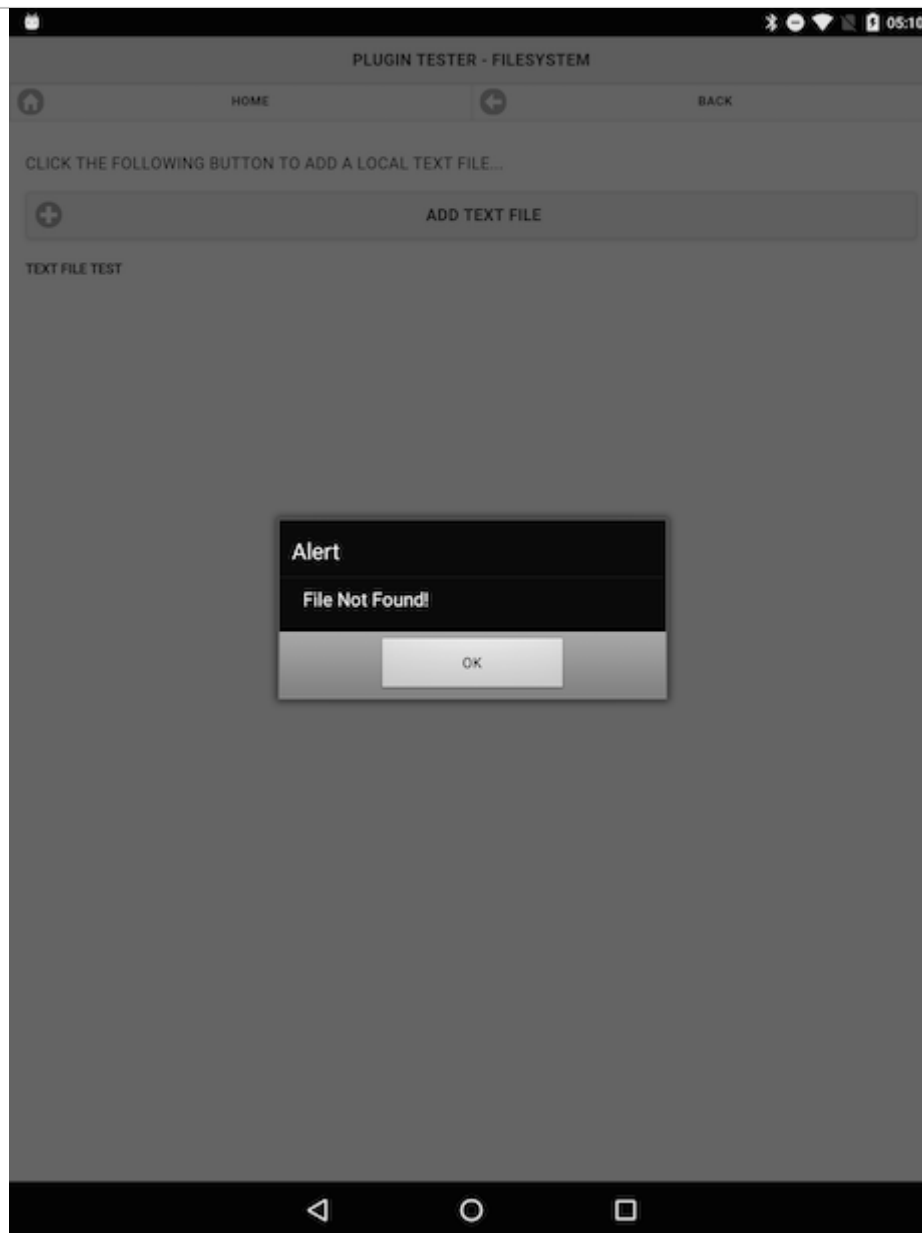 05:10
PLUGIN TESTER - FILESYSTEM
HOME BACK
CLICK THE FOLLOWING BUTTON TO ADD A LOCAL TEXT FILE...
ADD TEXT FILE
TEXT FILE TEST
Alert
File Not Found!
OK